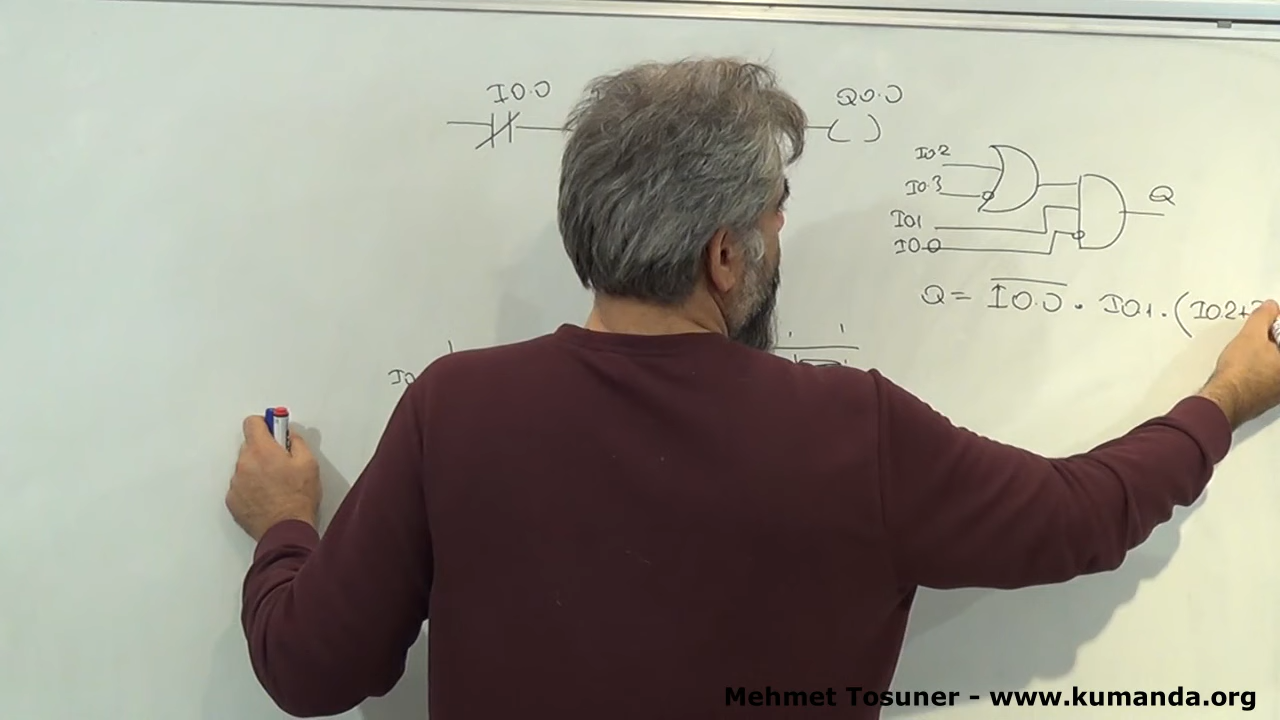 I0.0
Q0.0
I0.2
I0.3
I0.1
I0.0
Q
Q = I̅0̅.̅0̅ . I0.1 . (I0.2+
I0
Mehmet Tosuner - www.kumanda.org